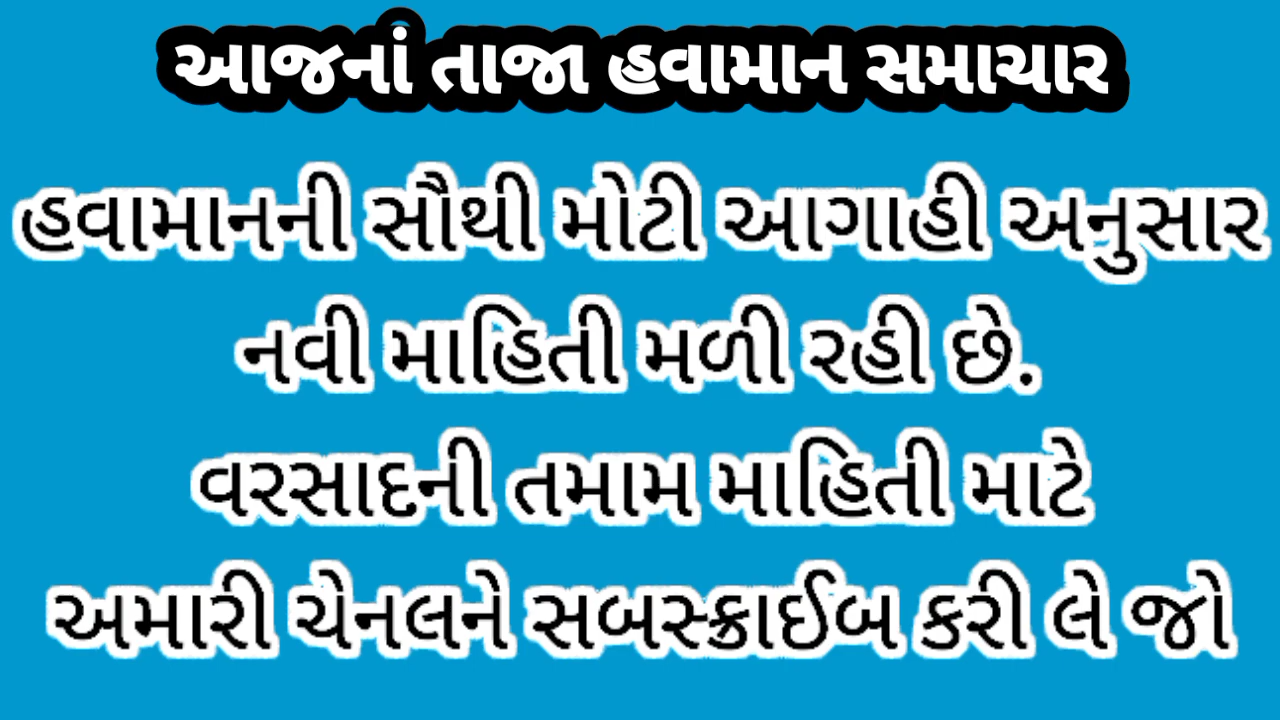 આજનાં તાજા હવામાન સમાચાર
હવામાનની સૌથી મોટી આગાહી અનુસાર
નવી માહિતી મળી રહી છે.
વરસાદની તમામ માહિતી માટે
અમારી ચેનલને સબસ્ક્રાઈબ કરી લે જો